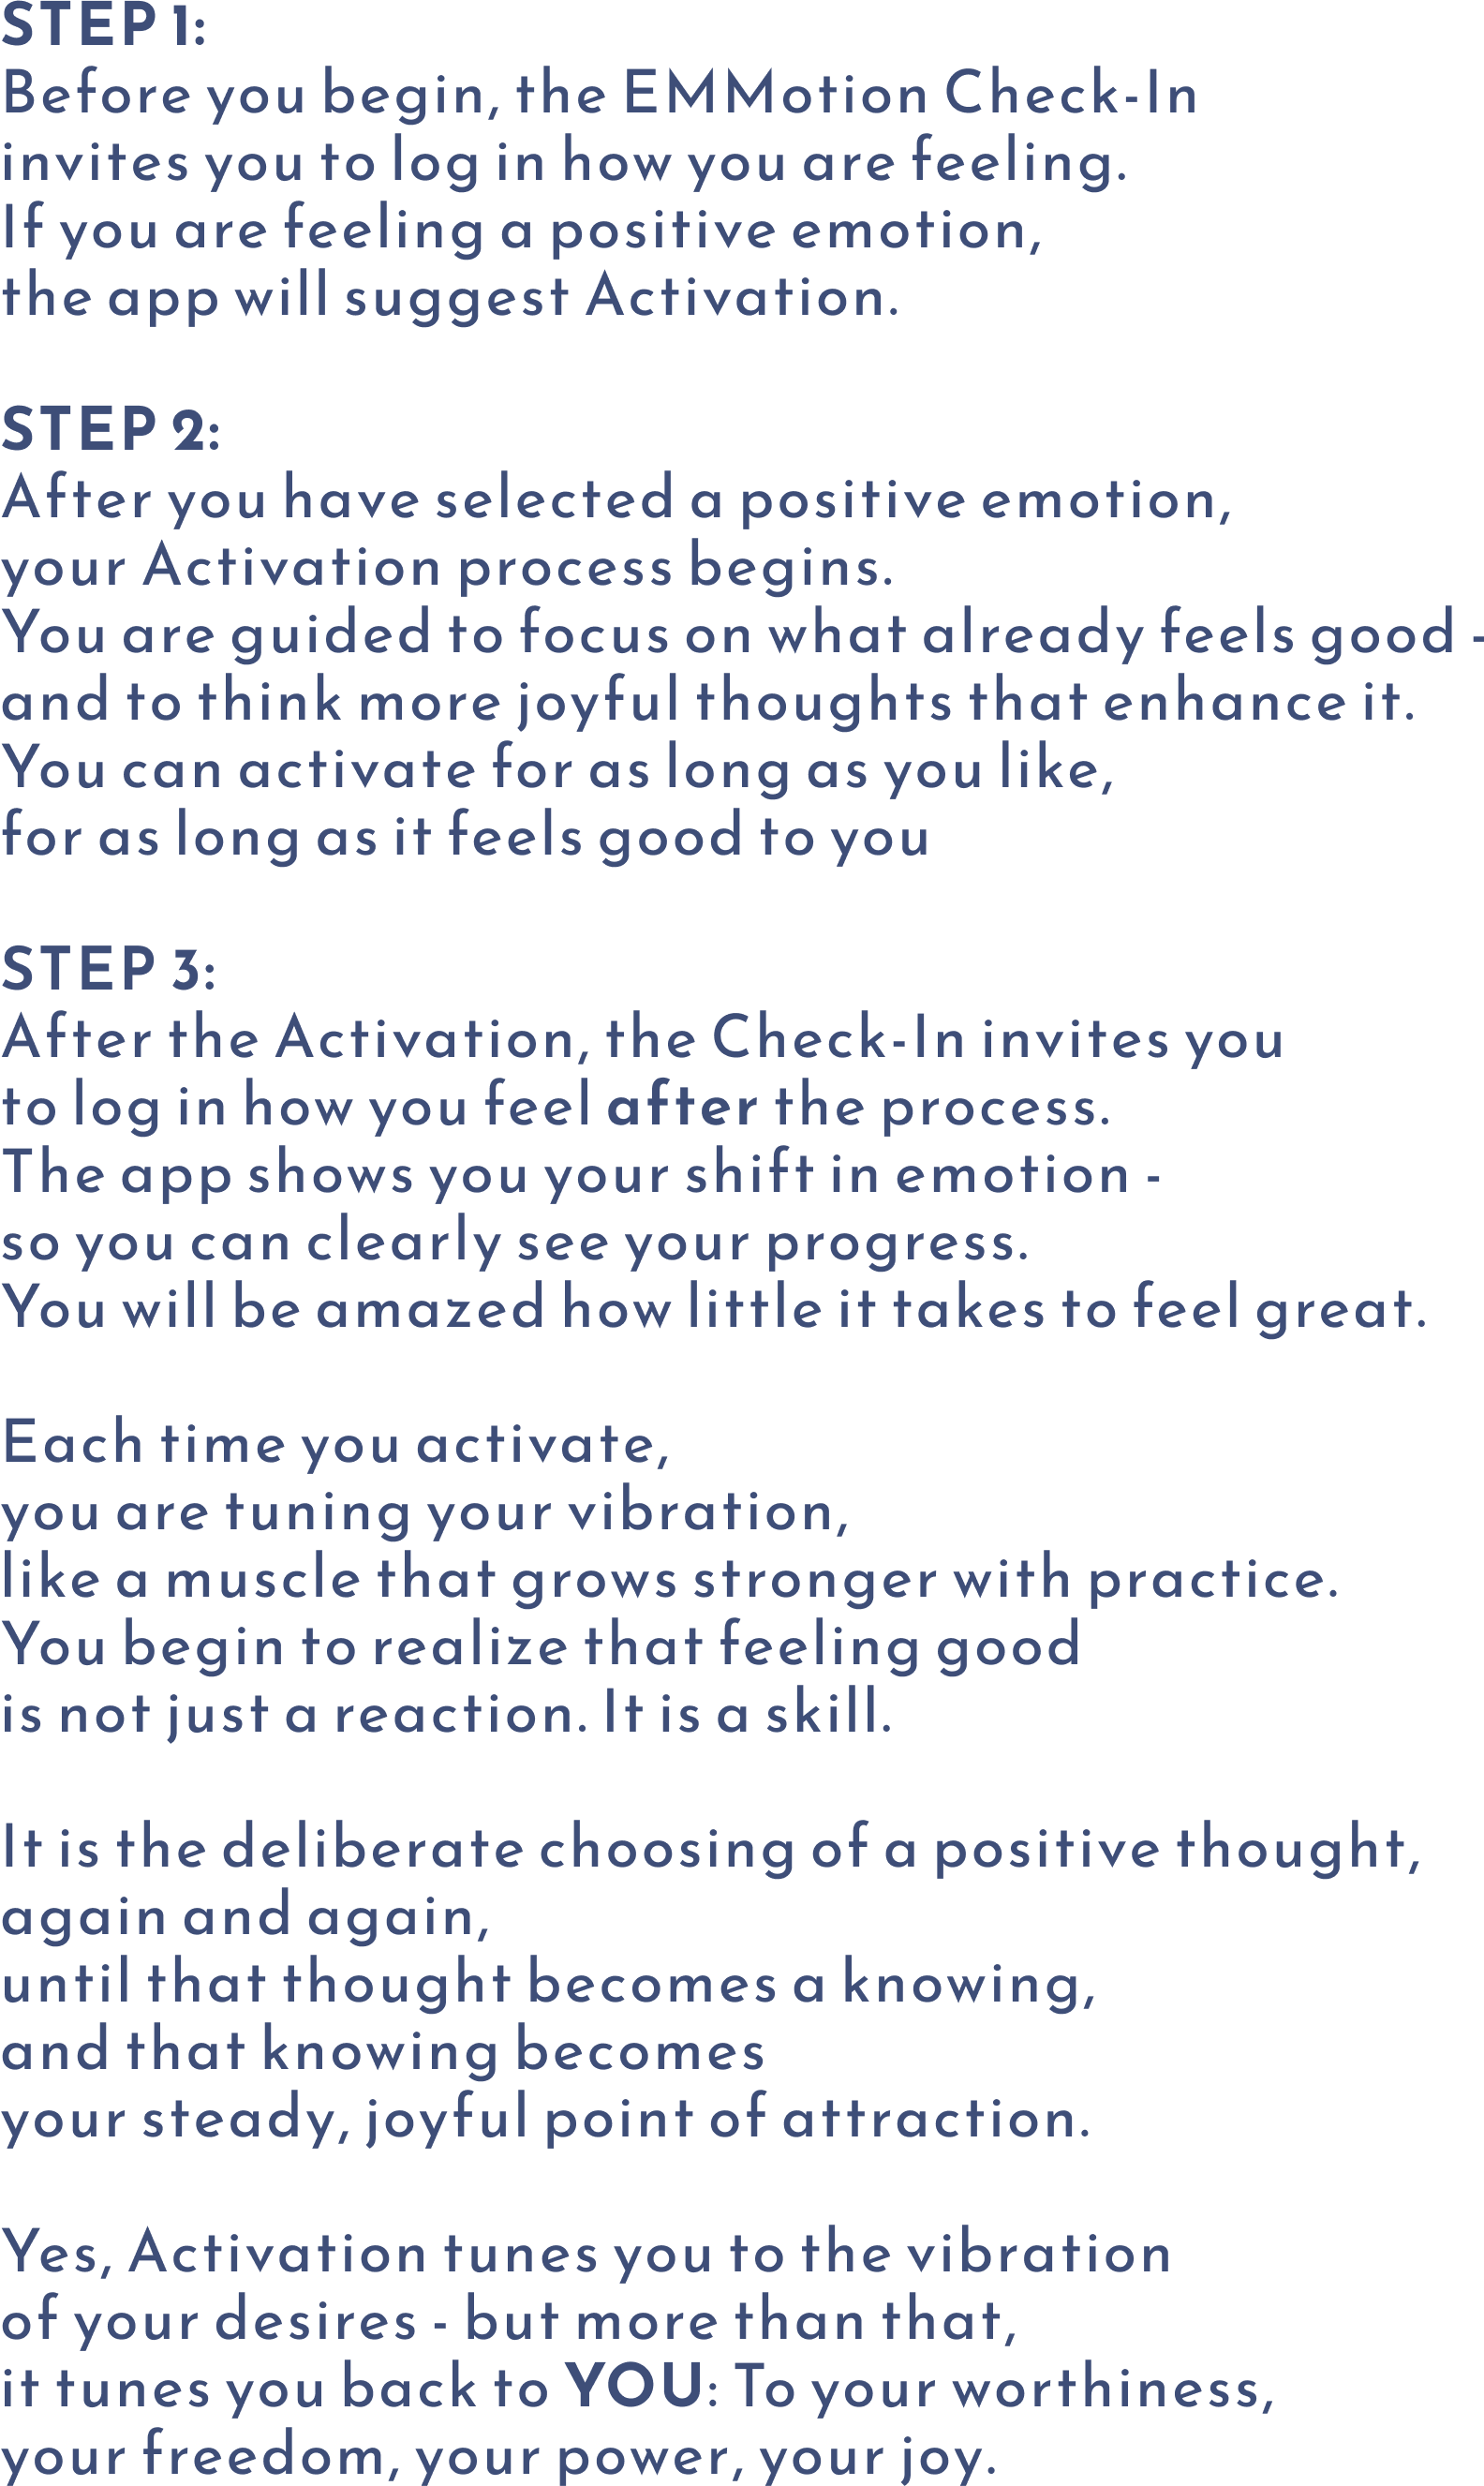 STEP 1:
Before you begin, the EMMotion Check-In
invites you to log in how you are feeling.
If you are feeling a positive emotion,
the app will suggest Activation.
STEP 2:
After you have selected a positive emotion,
your Activation process begins.
You are guided to focus on what already feels good -
and to think more joyful thoughts that enhance it.
You can activate for as long as you like,
for as long as it feels good to you
STEP 3:
After the Activation, the Check-In invites you
to log in how you feel after the process.
The app shows you your shift in emotion -
so you can clearly see your progress.
You will be amazed how little it takes to feel great.
Each time you activate,
you are tuning your vibration,
like a muscle that grows stronger with practice.
You begin to realize that feeling good
is not just a reaction. It is a skill.
It is the deliberate choosing of a positive thought,
again and again,
until that thought becomes a knowing,
and that knowing becomes
your steady, joyful point of attraction.
Yes, Activation tunes you to the vibration
of your desires - but more than that,
it tunes you back to YOU: To your worthiness,
your freedom, your power, your joy.